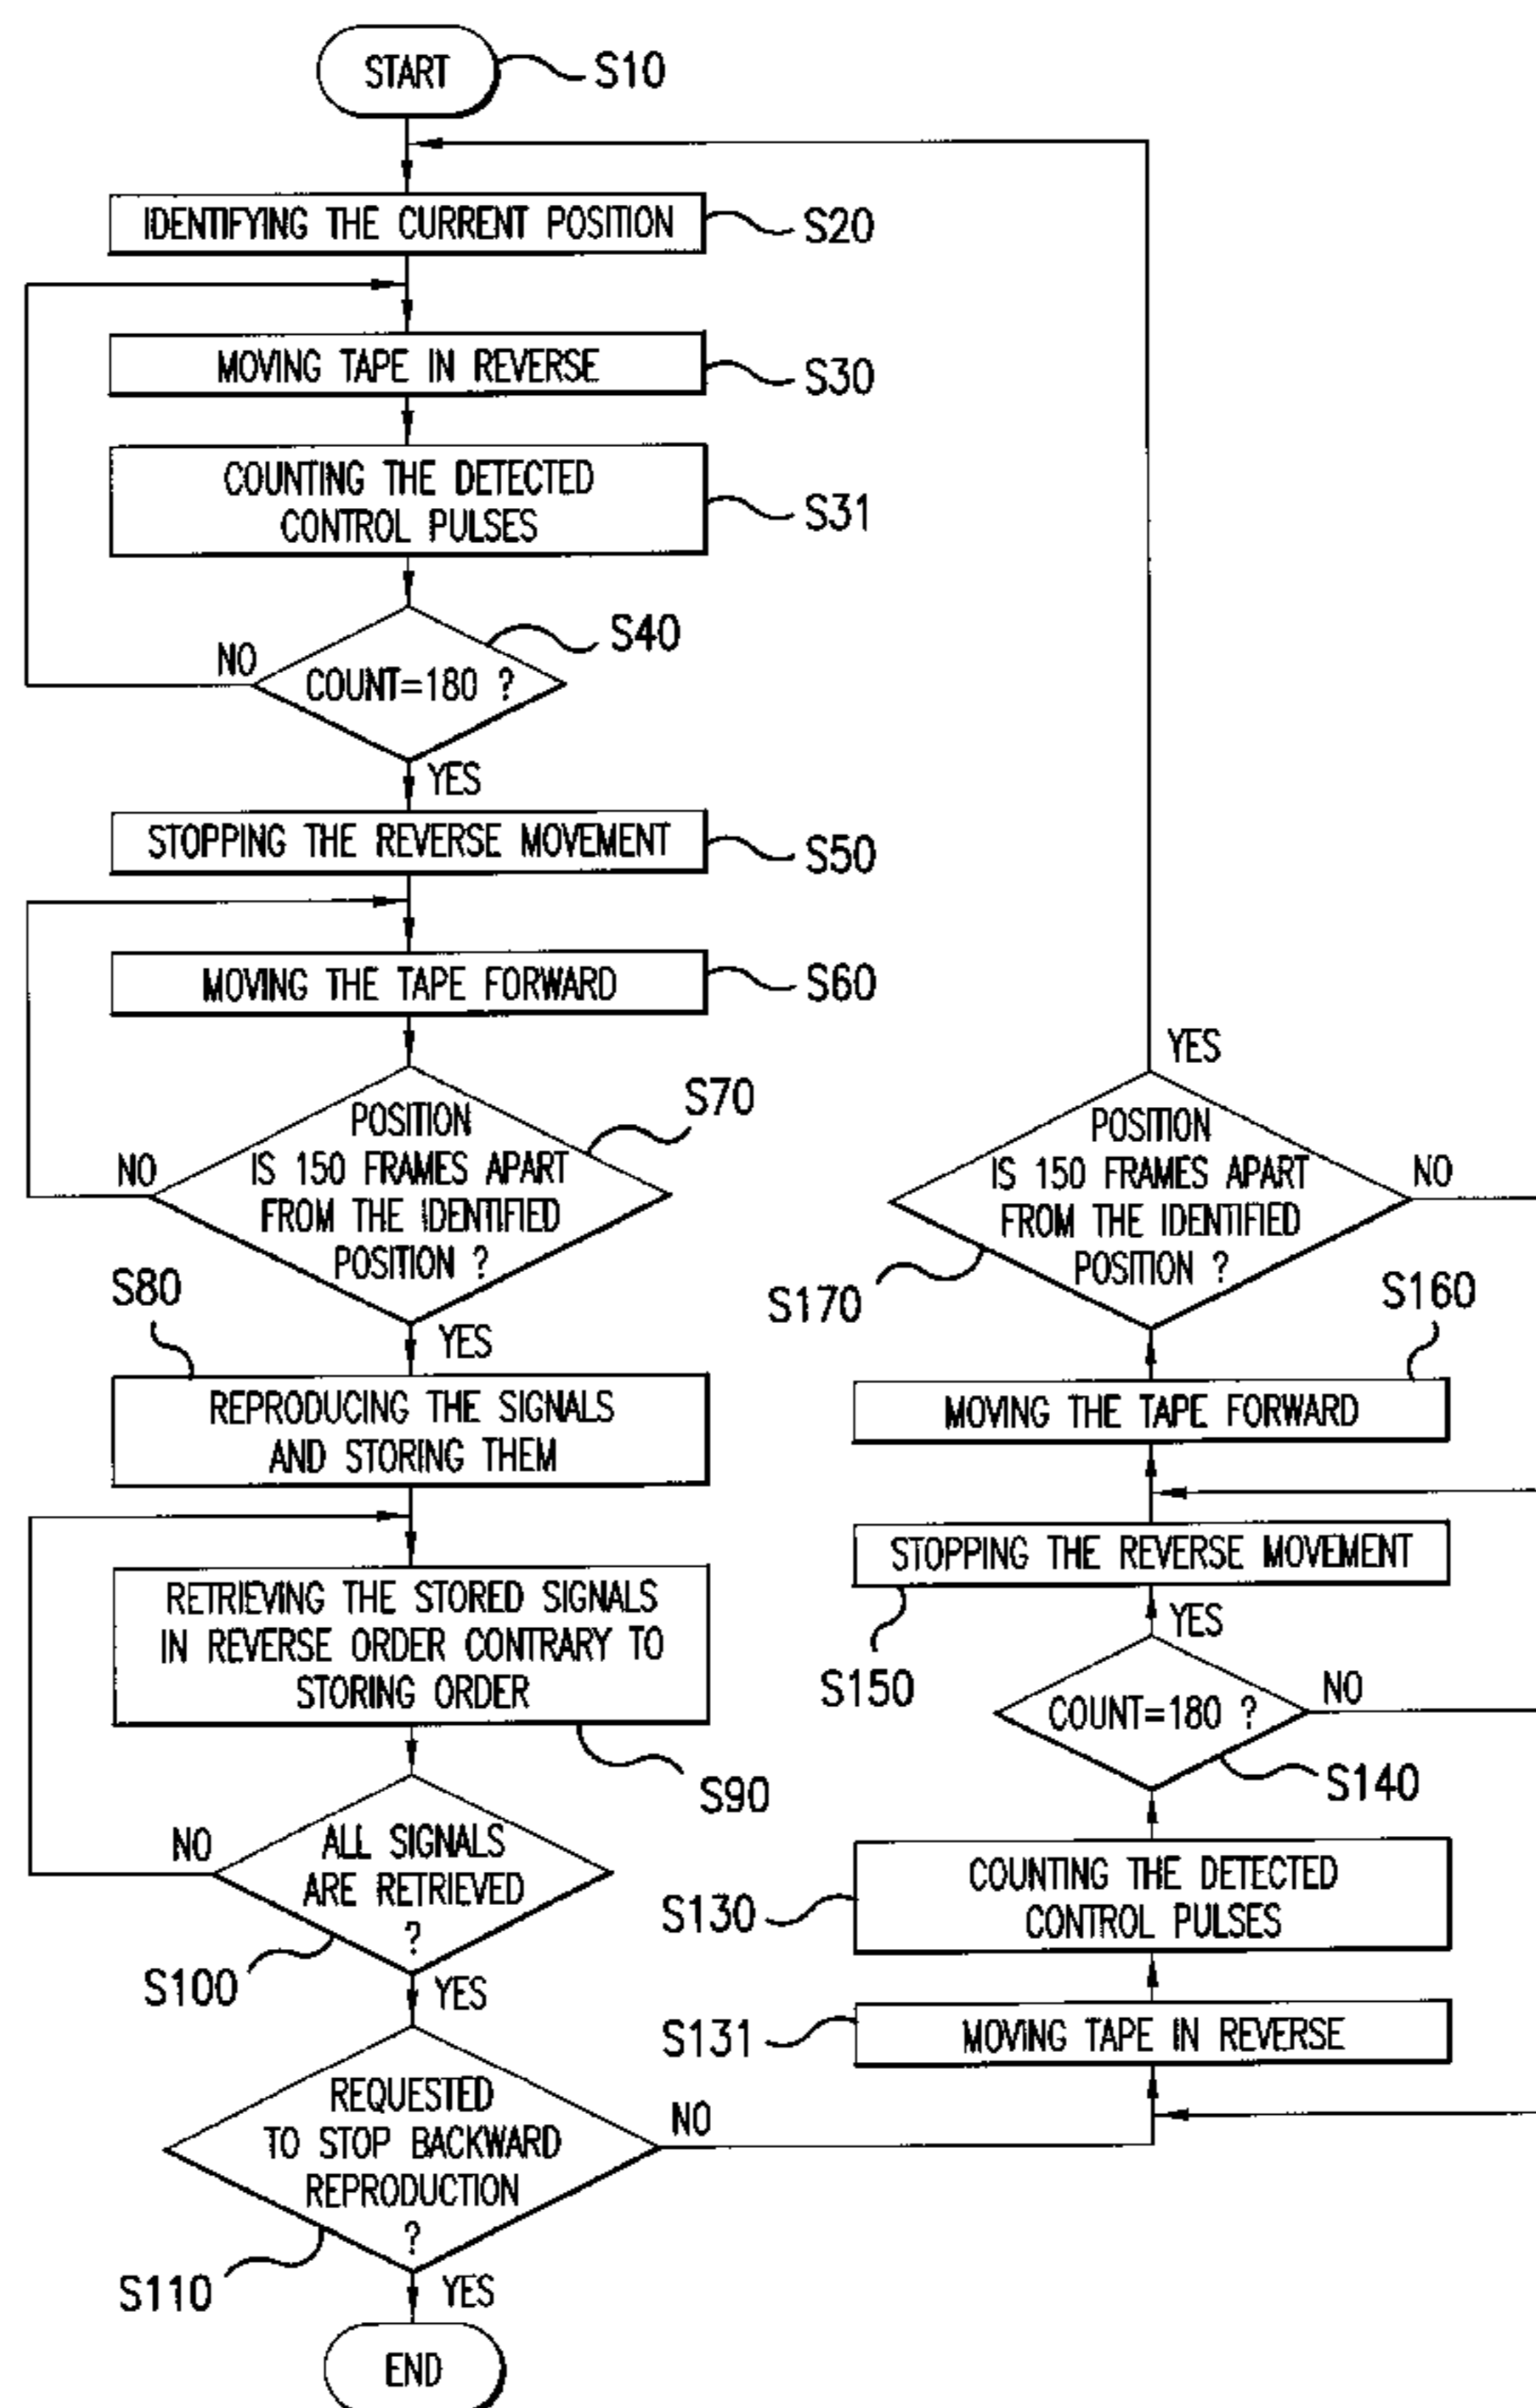 START
S10
IDENTIFYING THE CURRENT POSITION
S20
MOVING TAPE IN REVERSE
S30
COUNTING THE DETECTED
CONTROL PULSES
S31
S40
NO
COUNT=180 ?
YES
STOPPING THE REVERSE MOVEMENT
S50
MOVING THE TAPE FORWARD
S60
S70
POSITION
IS 150 FRAMES APART
FROM THE IDENTIFIED
POSITION ?
NO
YES
S80
REPRODUCING THE SIGNALS
AND STORING THEM
RETRIEVING THE STORED SIGNALS
IN REVERSE ORDER CONTRARY TO
STORING ORDER
S90
NO
ALL SIGNALS
ARE RETRIEVED
?
S100
YES
REQUESTED
TO STOP BACKWARD
REPRODUCTION
?
NO
S110
YES
END
YES
POSITION
IS 150 FRAMES APART
FROM THE IDENTIFIED
POSITION ?
NO
S170
S160
MOVING THE TAPE FORWARD
STOPPING THE REVERSE MOVEMENT
S150
YES
COUNT=180 ?
NO
S140
COUNTING THE DETECTED
CONTROL PULSES
S130
MOVING TAPE IN REVERSE
S131